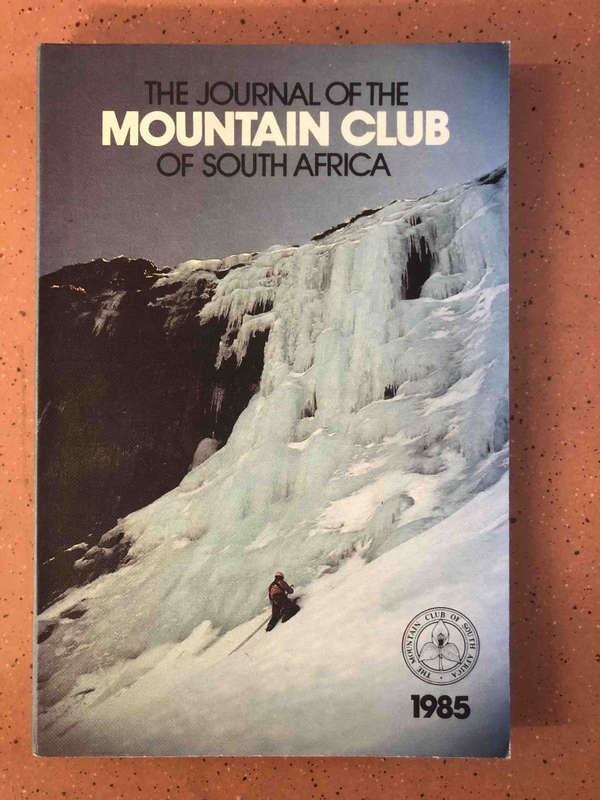 THE JOURNAL OF THE
MOUNTAIN CLUB
OF SOUTH AFRICA
THE MOUNTAIN CLUB OF SOUTH AFRICA
1985